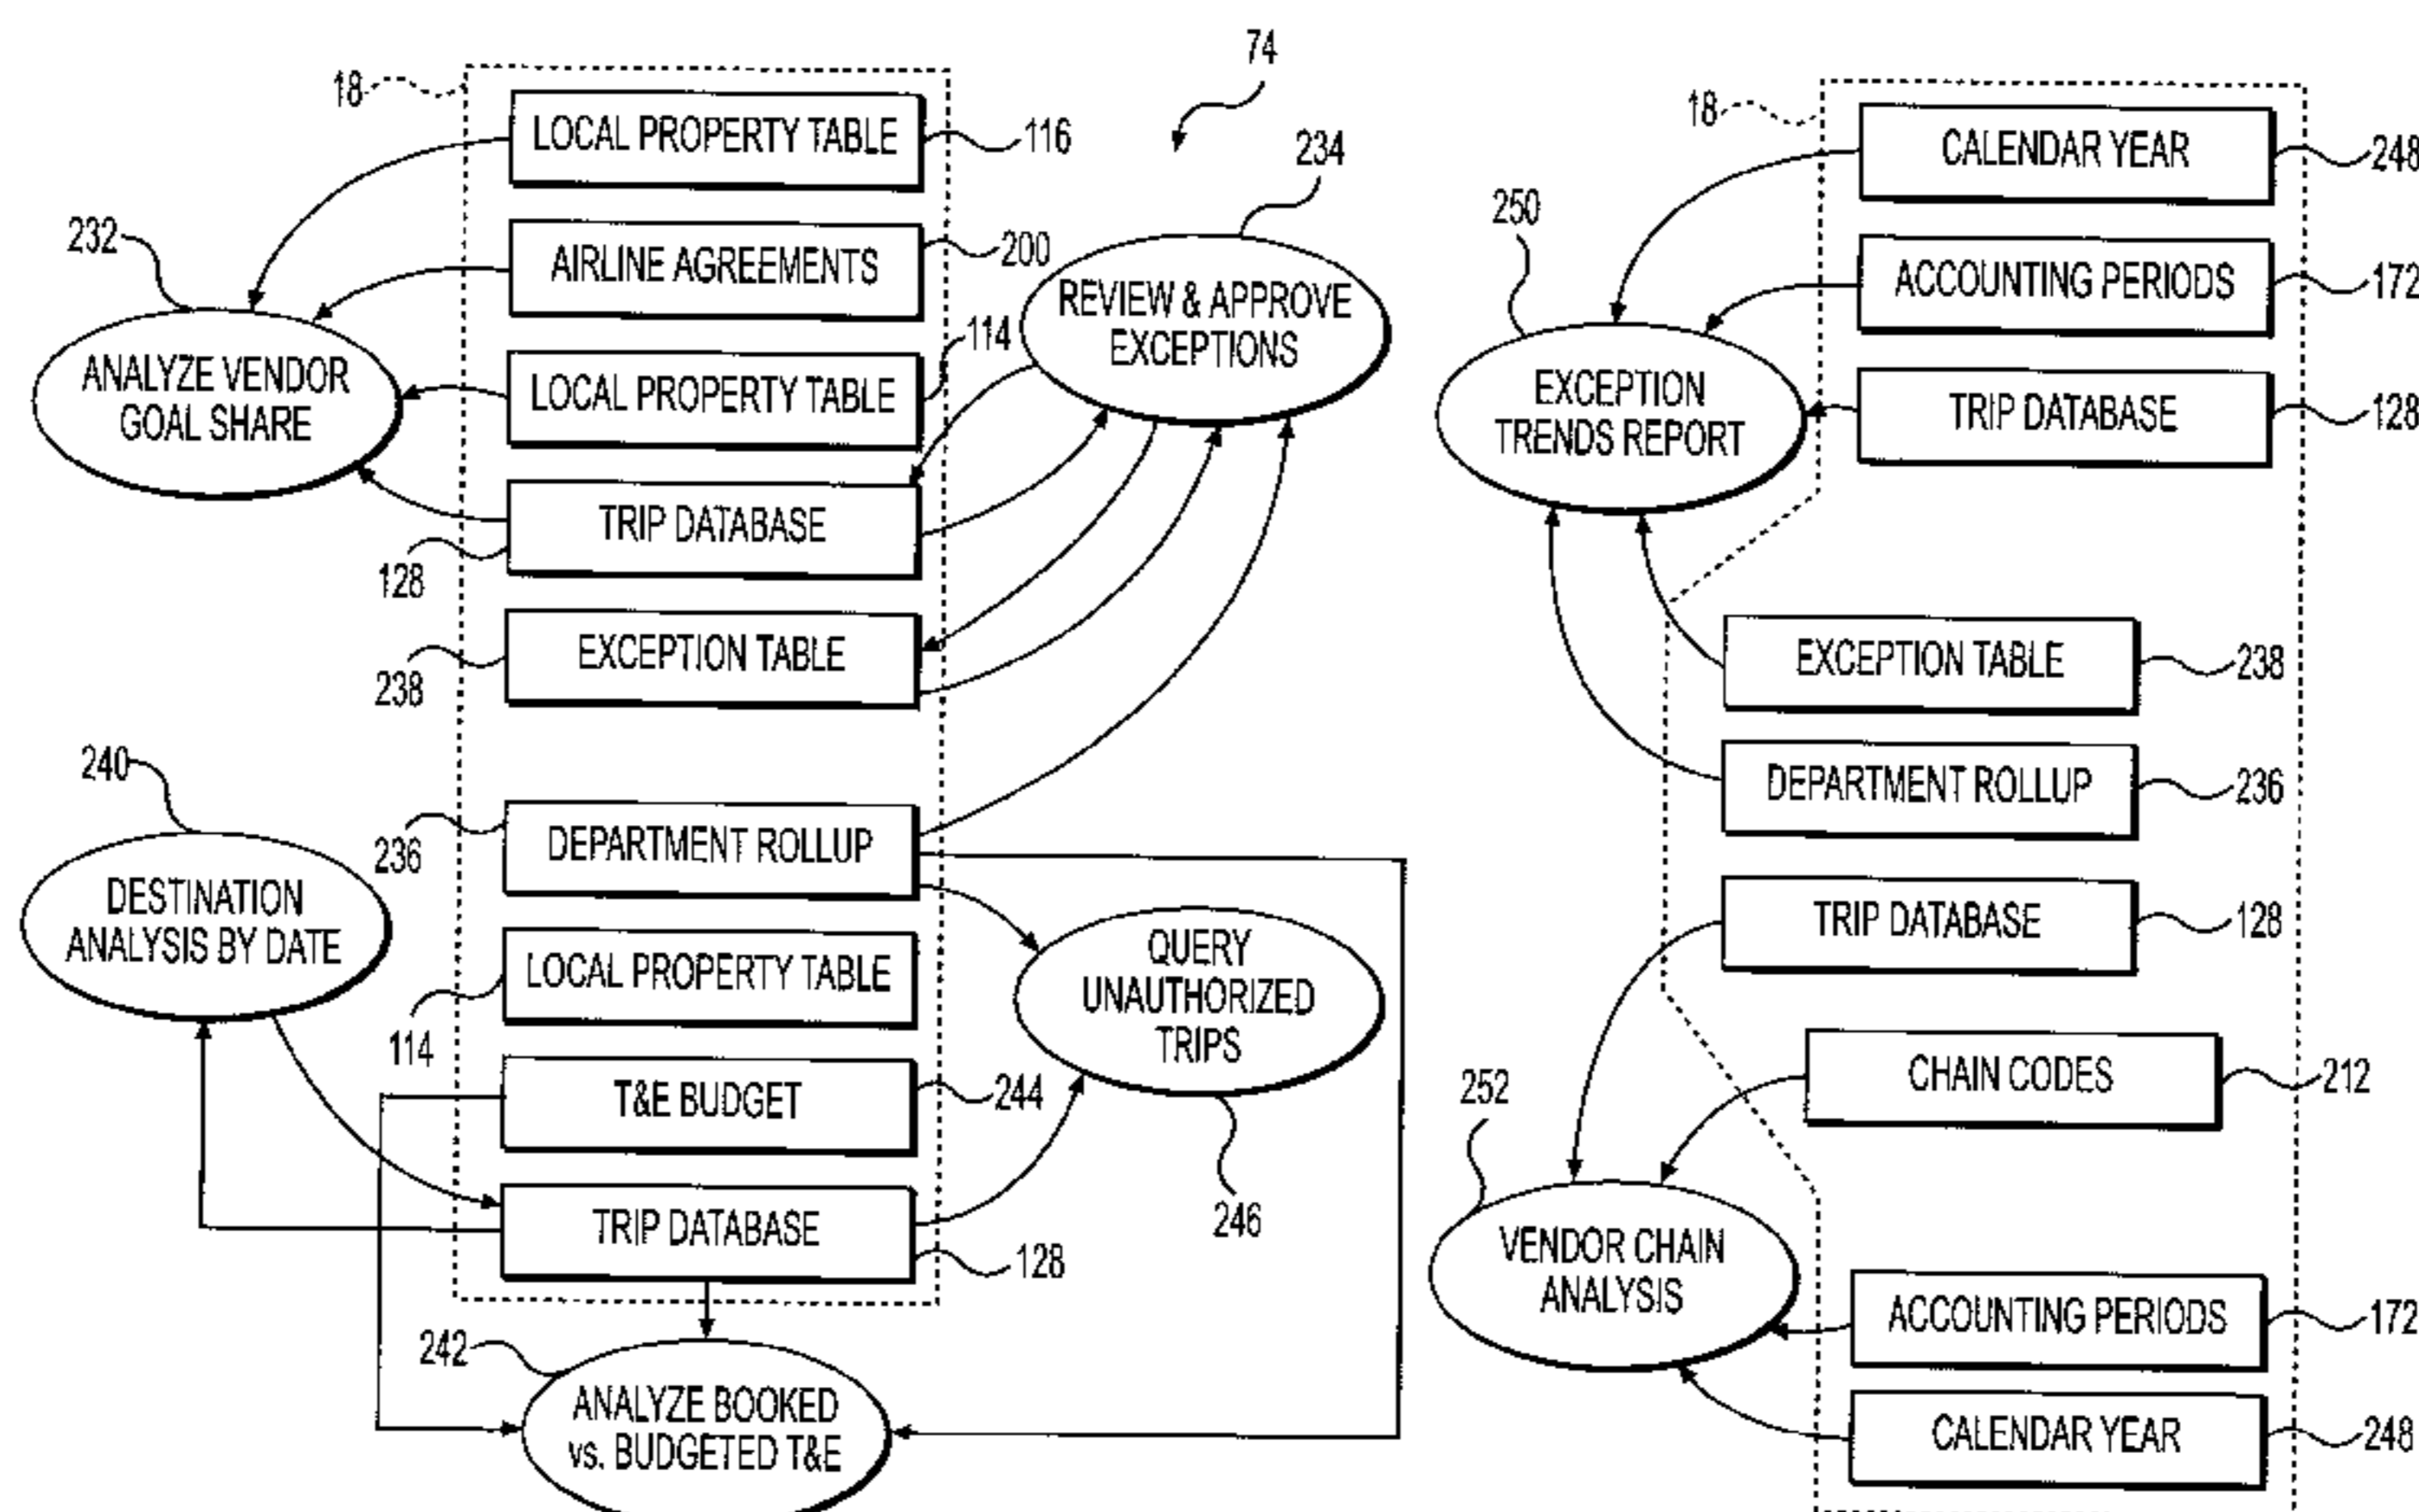 74
18
LOCAL PROPERTY TABLE
116
232
AIRLINE AGREEMENTS
200
234
REVIEW & APPROVE
EXCEPTIONS
ANALYZE VENDOR
GOAL SHARE
LOCAL PROPERTY TABLE
114
TRIP DATABASE
128
EXCEPTION TABLE
238
240
236
DEPARTMENT ROLLUP
DESTINATION
ANALYSIS BY DATE
LOCAL PROPERTY TABLE
114
QUERY
UNAUTHORIZED
TRIPS
246
T&E BUDGET
244
TRIP DATABASE
128
242
ANALYZE BOOKED
vs. BUDGETED T&E
18
CALENDAR YEAR
248
250
ACCOUNTING PERIODS
172
EXCEPTION
TRENDS REPORT
TRIP DATABASE
128
EXCEPTION TABLE
238
DEPARTMENT ROLLUP
236
TRIP DATABASE
128
CHAIN CODES
212
252
VENDOR CHAIN
ANALYSIS
ACCOUNTING PERIODS
172
CALENDAR YEAR
248